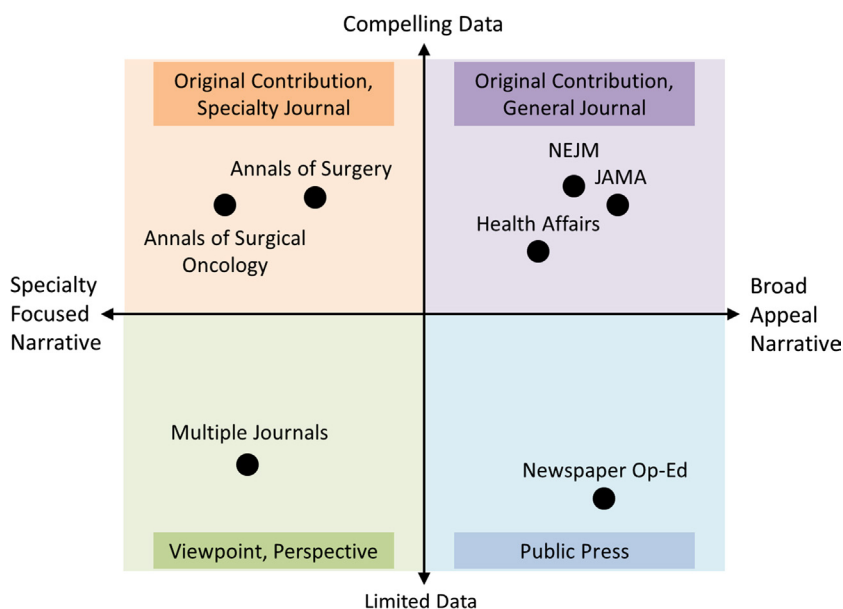 Compelling Data
Original Contribution,
Specialty Journal
Original Contribution,
General Journal
NEJM
JAMA
Annals of Surgery
Health Affairs
Annals of Surgical
Oncology
Specialty
Focused
Narrative
Broad
Appeal
Narrative
Multiple Journals
Newspaper Op-Ed
Viewpoint, Perspective
Public Press
Limited Data